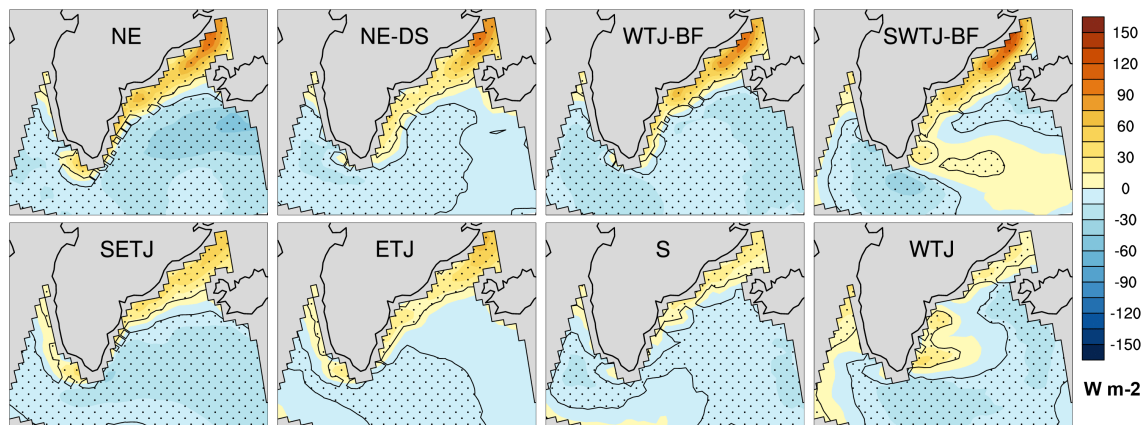 NE
NE-DS
WTJ-BF
SWTJ-BF
SETJ
ETJ
S
WTJ
150
120
90
60
30
0
-30
-60
-90
-120
-150
W m-2